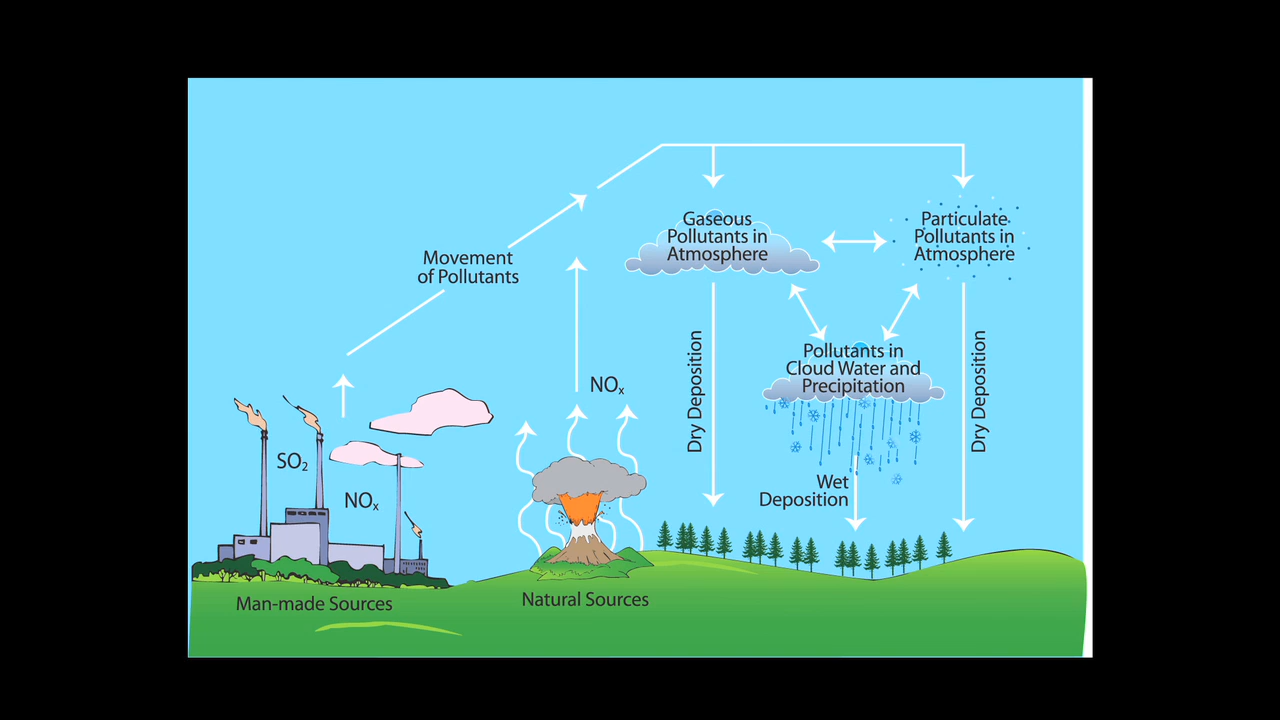 Gaseous
Pollutants in
Atmosphere
Particulate
Pollutants in
Atmosphere
Movement
of Pollutants
Pollutants in
Cloud Water and
Precipitation
NOₓ
Dry Deposition
Dry Deposition
SO₂
NOₓ
Wet
Deposition
Man-made Sources
Natural Sources